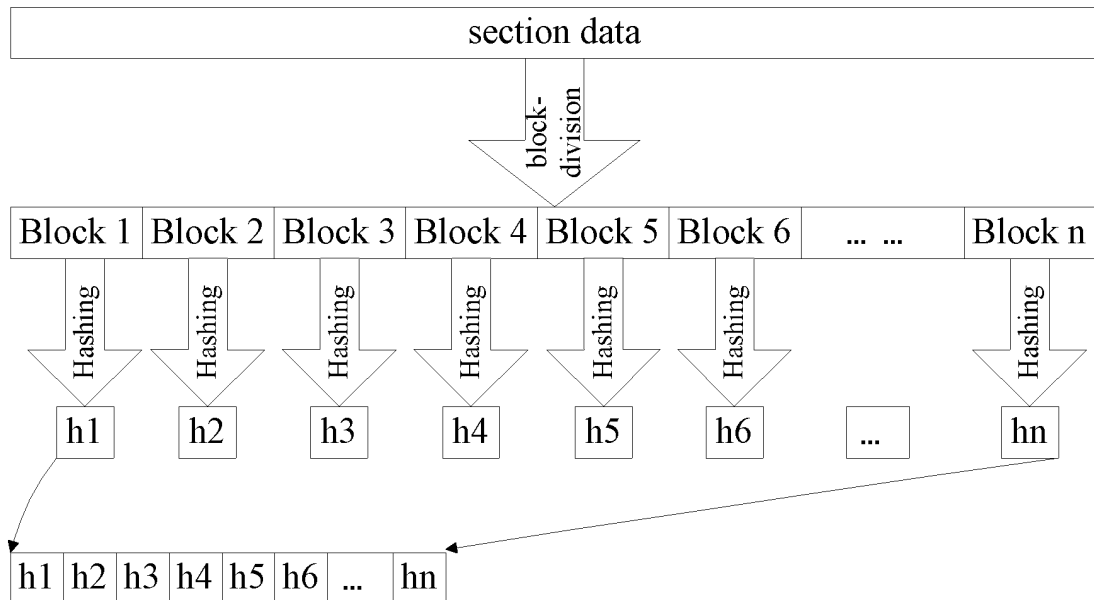 section data
block-
division
Block 1 Block 2 Block 3 Block 4 Block 5 Block 6 ... ... Block n
Hashing Hashing Hashing Hashing Hashing Hashing Hashing
h1 h2 h3 h4 h5 h6 ... hn
h1 h2 h3 h4 h5 h6 ... hn